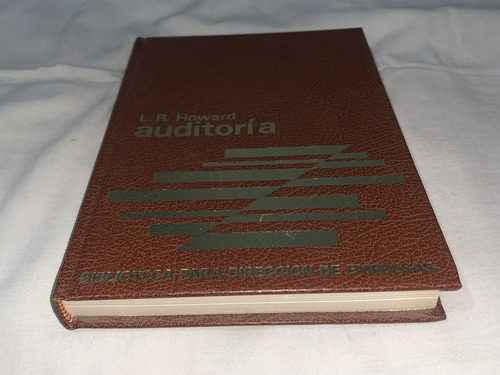 L. R. Howard
auditoría
BIBLIOTECA PARA DIRECCION DE EMPRESAS